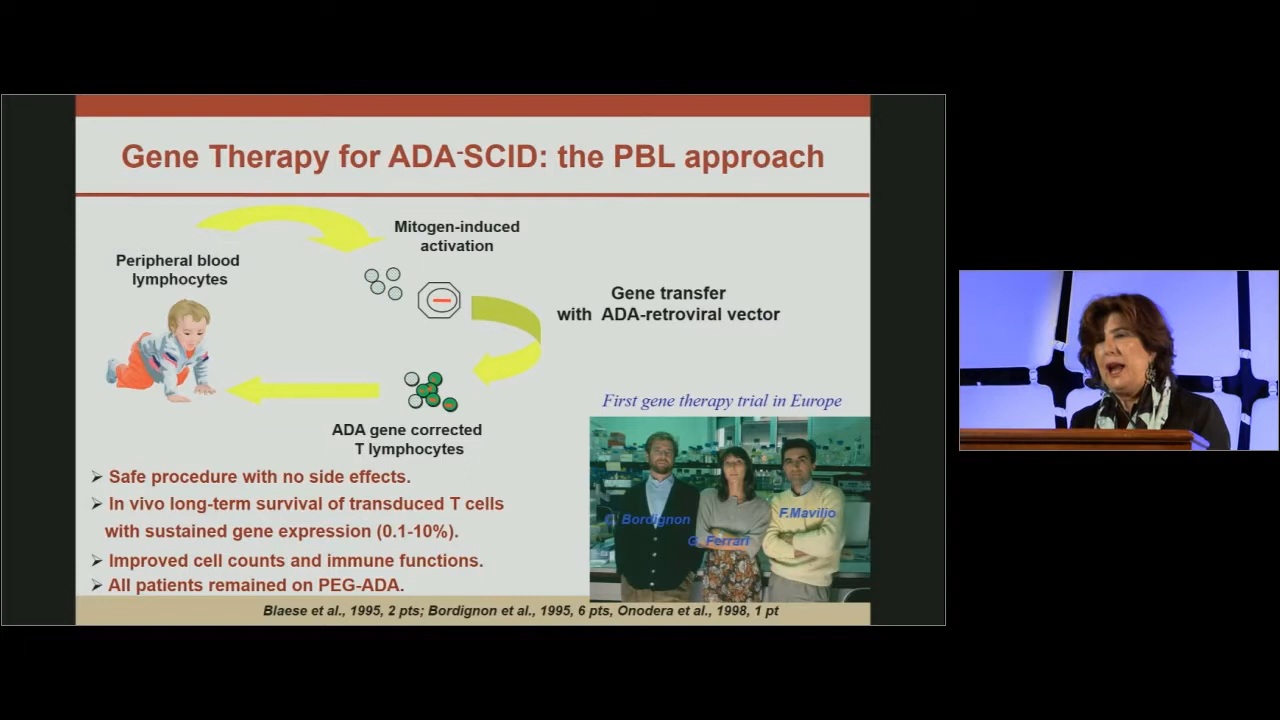 Gene Therapy for ADA-SCID: the PBL approach
Mitogen-induced
activation
Peripheral blood
lymphocytes
Gene transfer
with ADA-retroviral vector
ADA gene corrected
T lymphocytes
First gene therapy trial in Europe
C. Bordignon
G. Ferrari
F.Mavilio
➢ Safe procedure with no side effects.
➢ In vivo long-term survival of transduced T cells
with sustained gene expression (0.1-10%).
➢ Improved cell counts and immune functions.
➢ All patients remained on PEG-ADA.
Blaese et al., 1995, 2 pts; Bordignon et al., 1995, 6 pts, Onodera et al., 1998, 1 pt